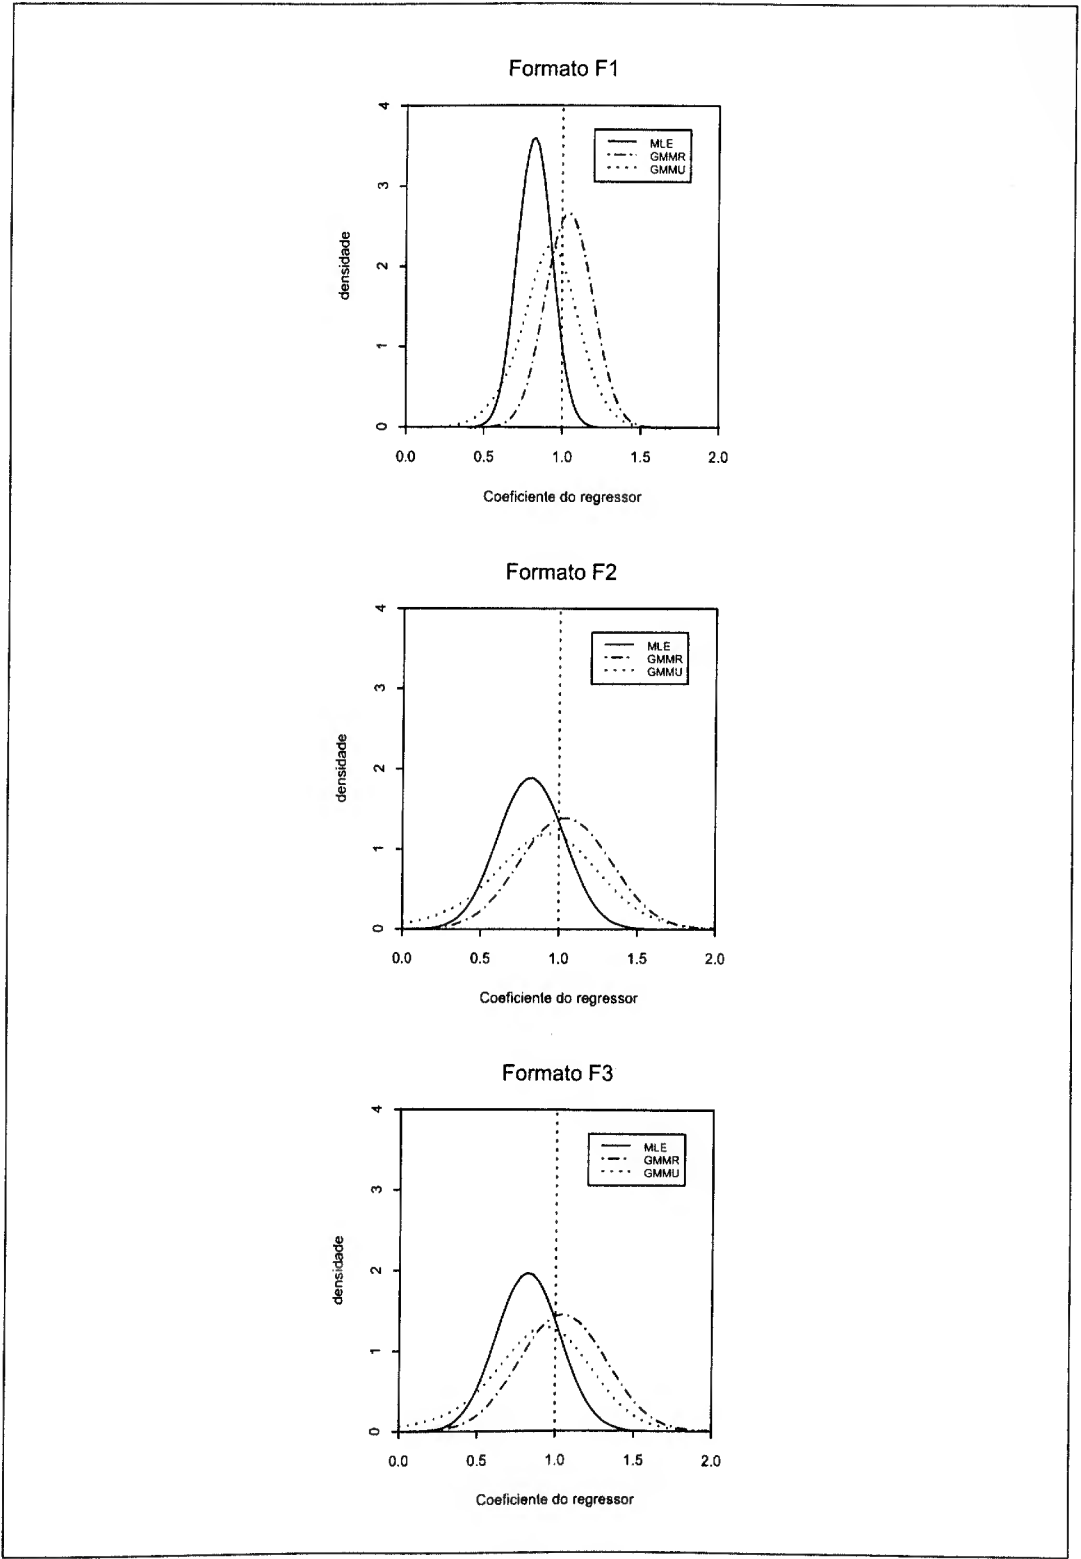 Formato F1
4
3
2
1
0
densidade
MLE
GMMR
GMMU
0.0 0.5 1.0 1.5 2.0
Coeficiente do regressor
Formato F2
4
3
2
1
0
densidade
MLE
GMMR
GMMU
0.0 0.5 1.0 1.5 2.0
Coeficiente do regressor
Formato F3
4
3
2
1
0
densidade
MLE
GMMR
GMMU
0.0 0.5 1.0 1.5 2.0
Coeficiente do regressor